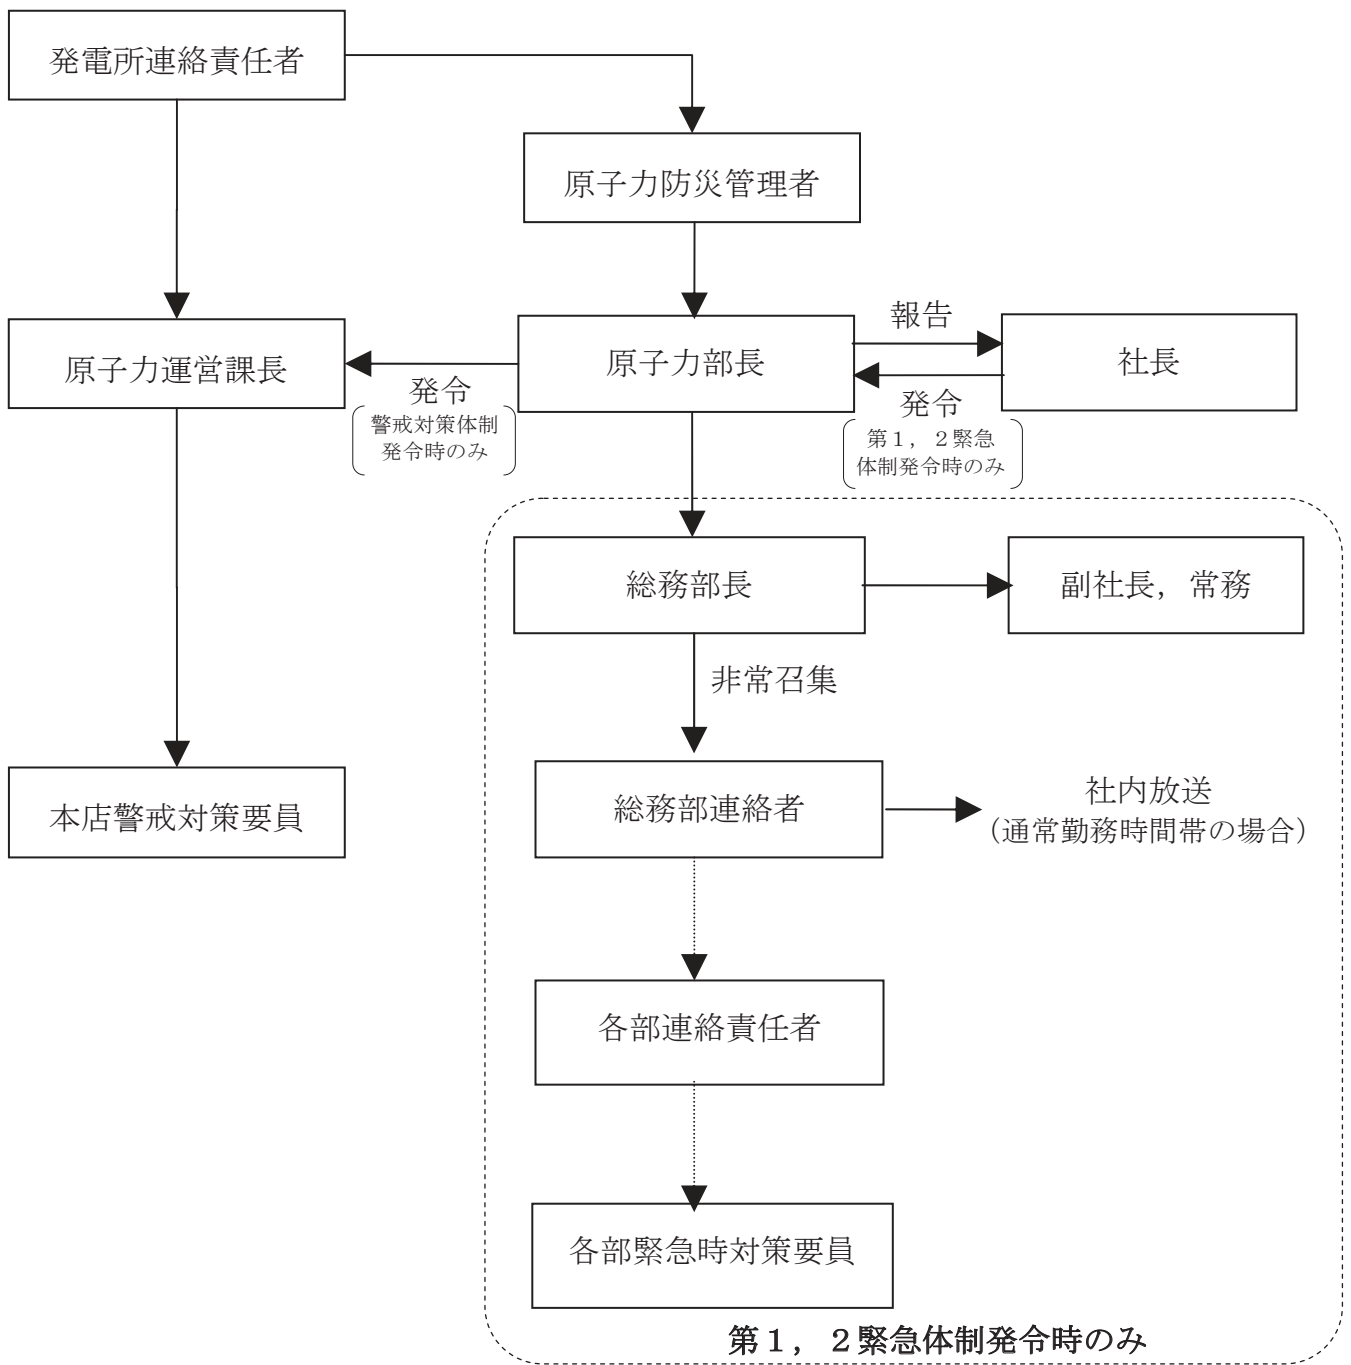 発電所連絡責任者
原子力防災管理者
原子力運営課長
発令
警戒対策体制
発令時のみ
原子力部長
報告
発令
第1，2緊急
体制発令時のみ
社長
総務部長
副社長，常務
非常召集
本店警戒対策要員
総務部連絡者
社内放送
（通常勤務時間帯の場合）
各部連絡責任者
各部緊急時対策要員
第1，2緊急体制発令時のみ